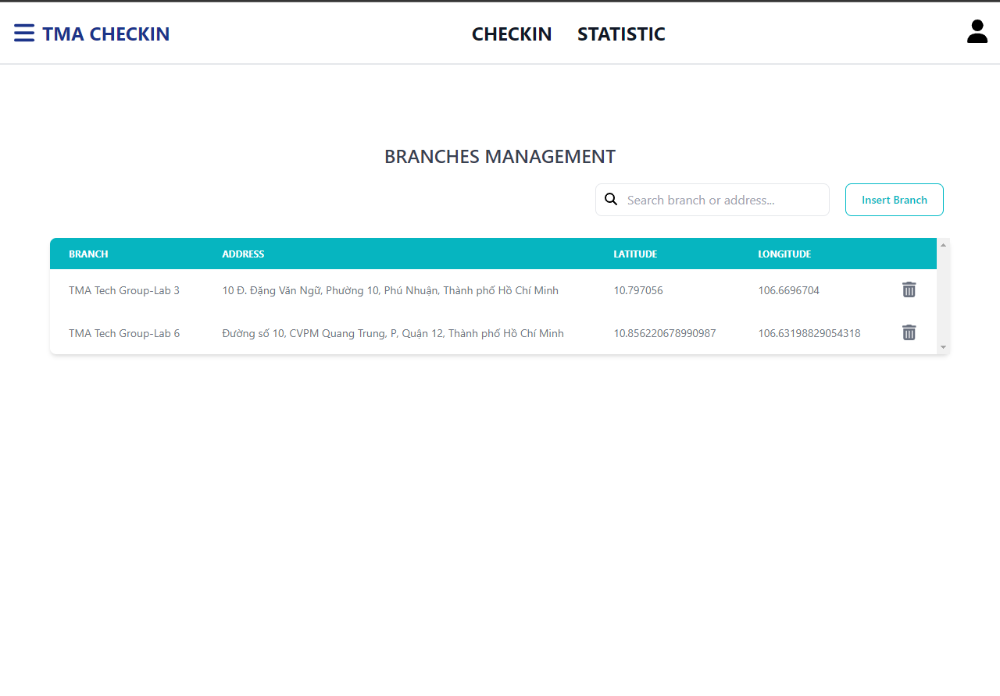 TMA CHECKIN CHECKIN STATISTIC
BRANCHES MANAGEMENT
Search branch or address... Insert Branch
BRANCH ADDRESS LATITUDE LONGITUDE
TMA Tech Group-Lab 3 10 Đ. Đặng Văn Ngữ, Phường 10, Phú Nhuận, Thành phố Hồ Chí Minh 10.797056 106.6696704
TMA Tech Group-Lab 6 Đường số 10, CVPM Quang Trung, P, Quận 12, Thành phố Hồ Chí Minh 10.856220678990987 106.63198829054318